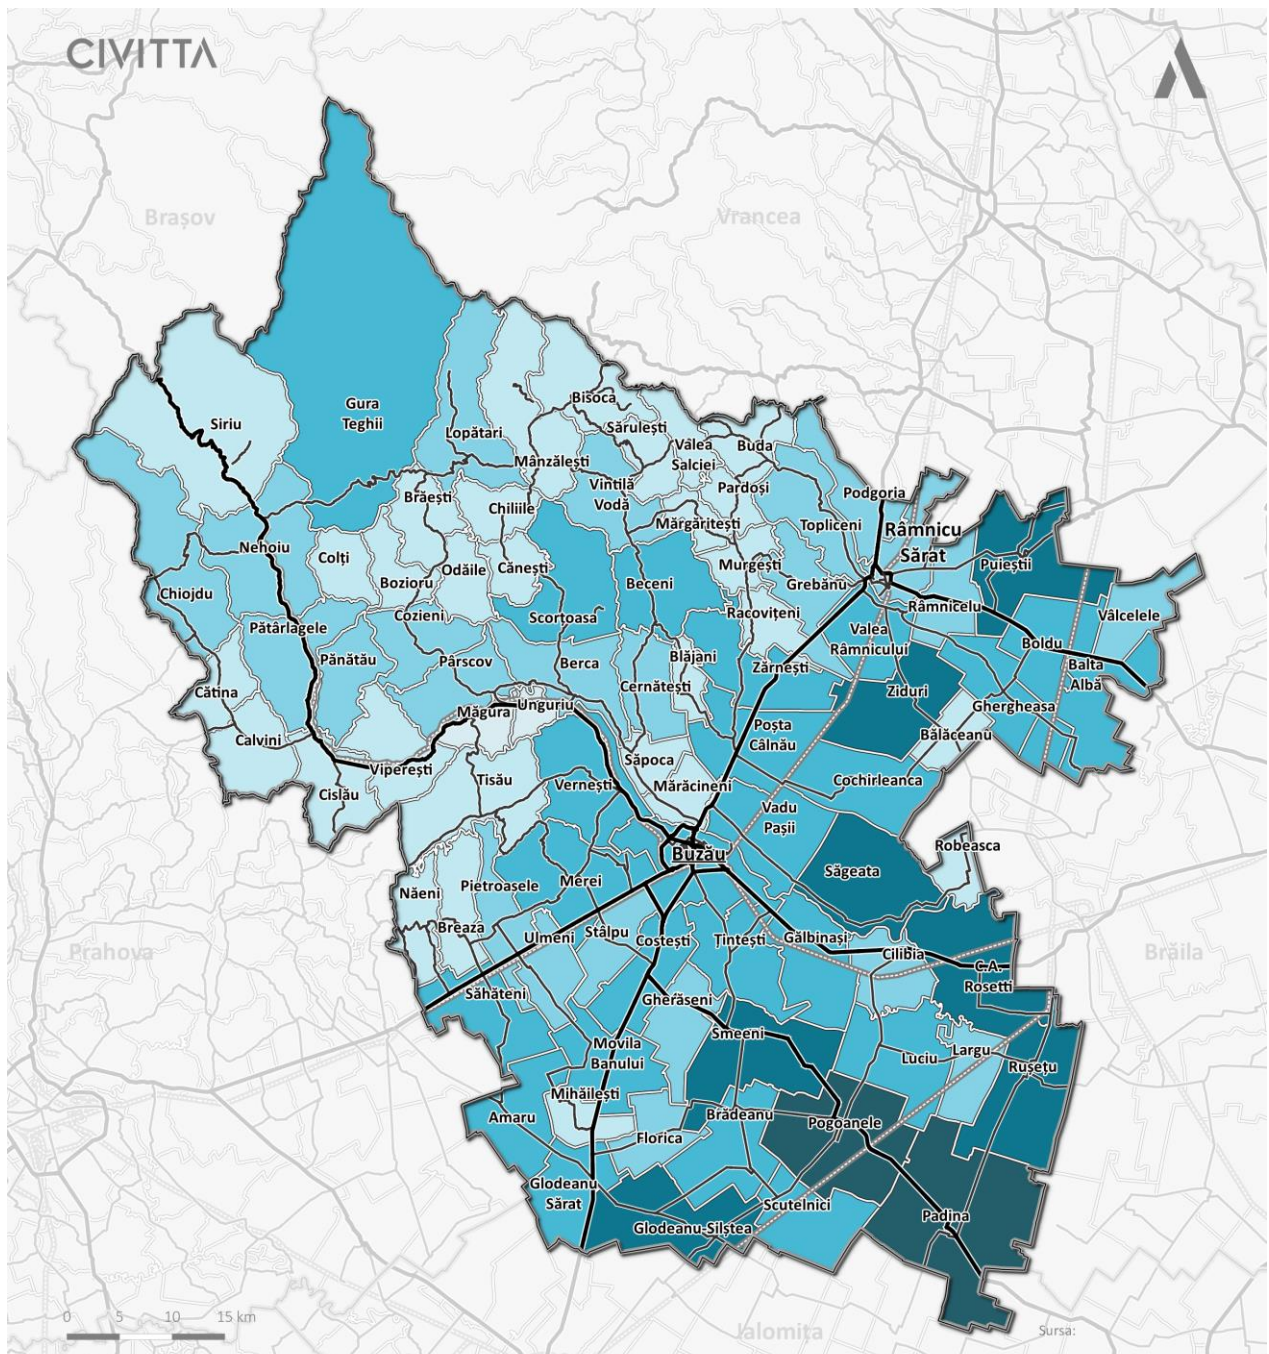 CIVITTA
Brașov
Vrancea
Siriu
Gura
Teghii
Bisoca
Lopătari
Sărulești
Mânzălești
Valea
Salciei
Buda
Brăești
Chiliile
Vintilă
Vodă
Pardoși
Podgoria
Mărgăritești
Topliceni
Râmnicu
Sărat
Nehoiu
Colți
Puieștii
Bozioru
Odăile
Cănești
Beceni
Murgești
Grebănu
Chiojdu
Cozieni
Scorțoasa
Racovițeni
Râmnicelu
Vâlcelele
Pătârlagele
Valea
Râmnicului
Boldu
Pănătău
Pârscov
Berca
Blăjani
Zărnești
Balta
Albă
Cătina
Cernătești
Ziduri
Ghergheasa
Măgura
Unguriu
Poșta
Câlnău
Bălăceanu
Calvini
Viperești
Săpoca
Tisău
Vernești
Mărăcineni
Cochirleanca
Cislău
Vadu
Pașii
Buzău
Robeasca
Săgeata
Năeni
Pietroasele
Merei
Breaza
Ulmeni
Stâlpu
Costești
Țintești
Gălbinași
Cilibia
Prahova
Brăila
C.A.
Rosetti
Săhăteni
Gherăseni
Smeeni
Movila
Banului
Luciu
Largu
Rușețu
Mihăilești
Amaru
Brădeanu
Pogoanele
Florica
Glodeanu
Sărat
Scutelnici
Glodeanu-Siliștea
Padina
0 5 10 15 km
Ialomița
Sursa: